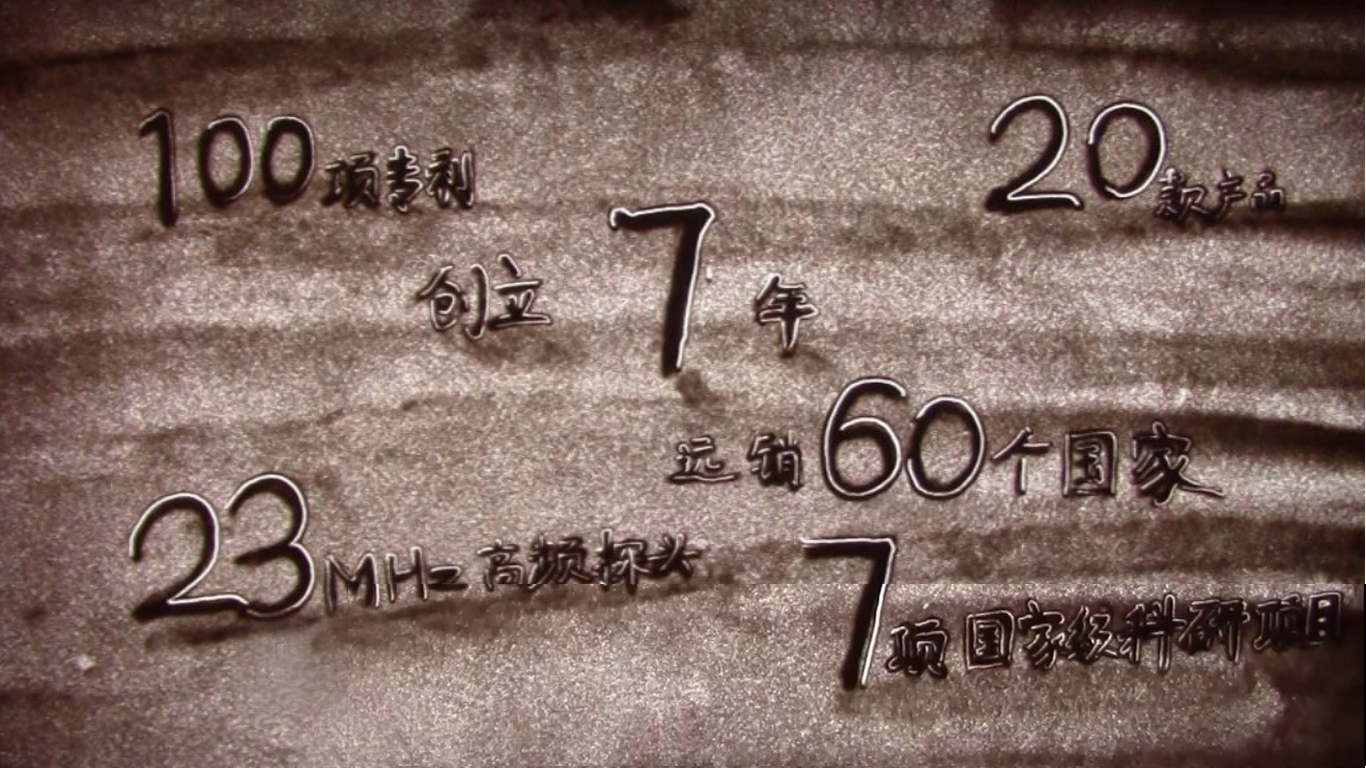 100项专利
20款产品
创立7年
远销60个国家
23MHz高频探头
7项国家级科研项目